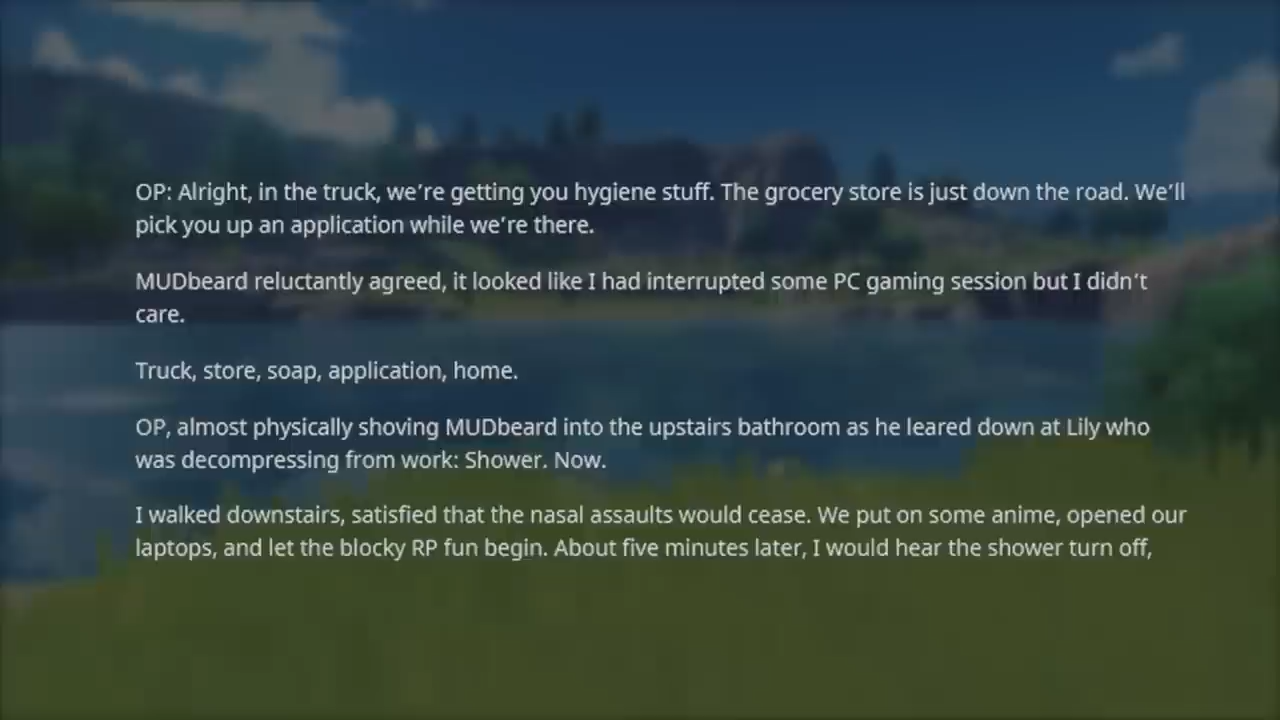 OP: Alright, in the truck, we’re getting you hygiene stuff. The grocery store is just down the road. We’ll
pick you up an application while we’re there.
MUDbeard reluctantly agreed, it looked like I had interrupted some PC gaming session but I didn’t
care.
Truck, store, soap, application, home.
OP, almost physically shoving MUDbeard into the upstairs bathroom as he leared down at Lily who
was decompressing from work: Shower. Now.
I walked downstairs, satisfied that the nasal assaults would cease. We put on some anime, opened our
laptops, and let the blocky RP fun begin. About five minutes later, I would hear the shower turn off,